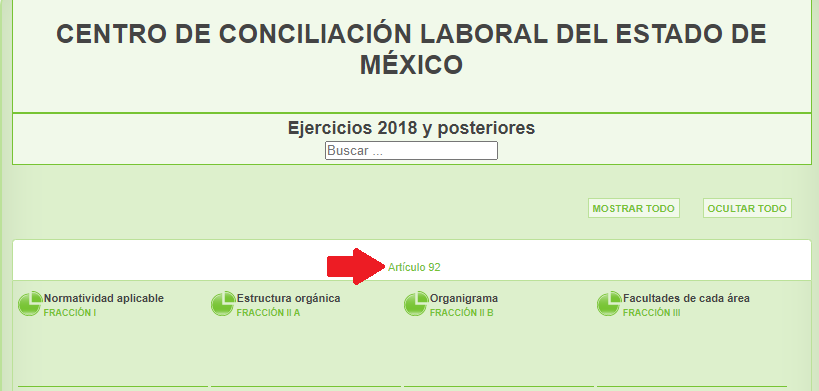 CENTRO DE CONCILIACIÓN LABORAL DEL ESTADO DE
MÉXICO
Ejercicios 2018 y posteriores
Buscar ...
MOSTRAR TODO OCULTAR TODO
Artículo 92
Normatividad aplicable Estructura orgánica Organigrama Facultades de cada área
FRACCIÓN I FRACCIÓN II A FRACCIÓN II B FRACCIÓN III